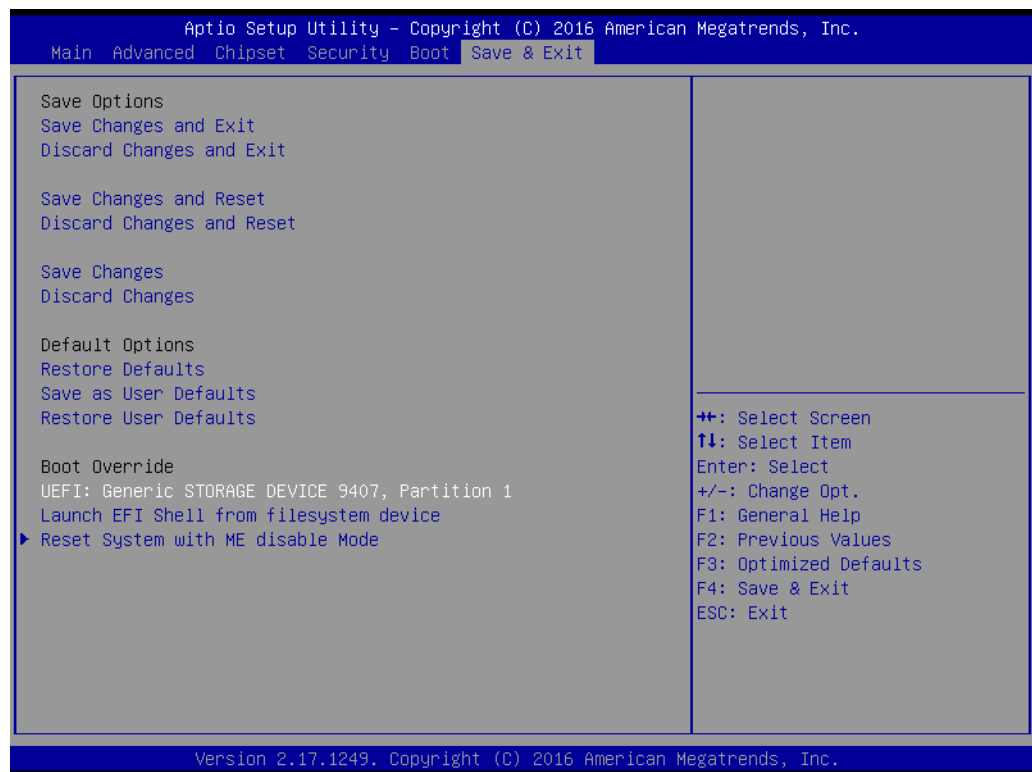 Aptio Setup Utility – Copyright (C) 2016 American Megatrends, Inc.
Main Advanced Chipset Security Boot Save & Exit
Save Options
Save Changes and Exit
Discard Changes and Exit
Save Changes and Reset
Discard Changes and Reset
Save Changes
Discard Changes
Default Options
Restore Defaults
Save as User Defaults
Restore User Defaults
Boot Override
UEFI: Generic STORAGE DEVICE 9407, Partition 1
Launch EFI Shell from filesystem device
Reset System with ME disable Mode
→←: Select Screen
↑↓: Select Item
Enter: Select
+/-: Change Opt.
F1: General Help
F2: Previous Values
F3: Optimized Defaults
F4: Save & Exit
ESC: Exit
Version 2.17.1249. Copyright (C) 2016 American Megatrends, Inc.